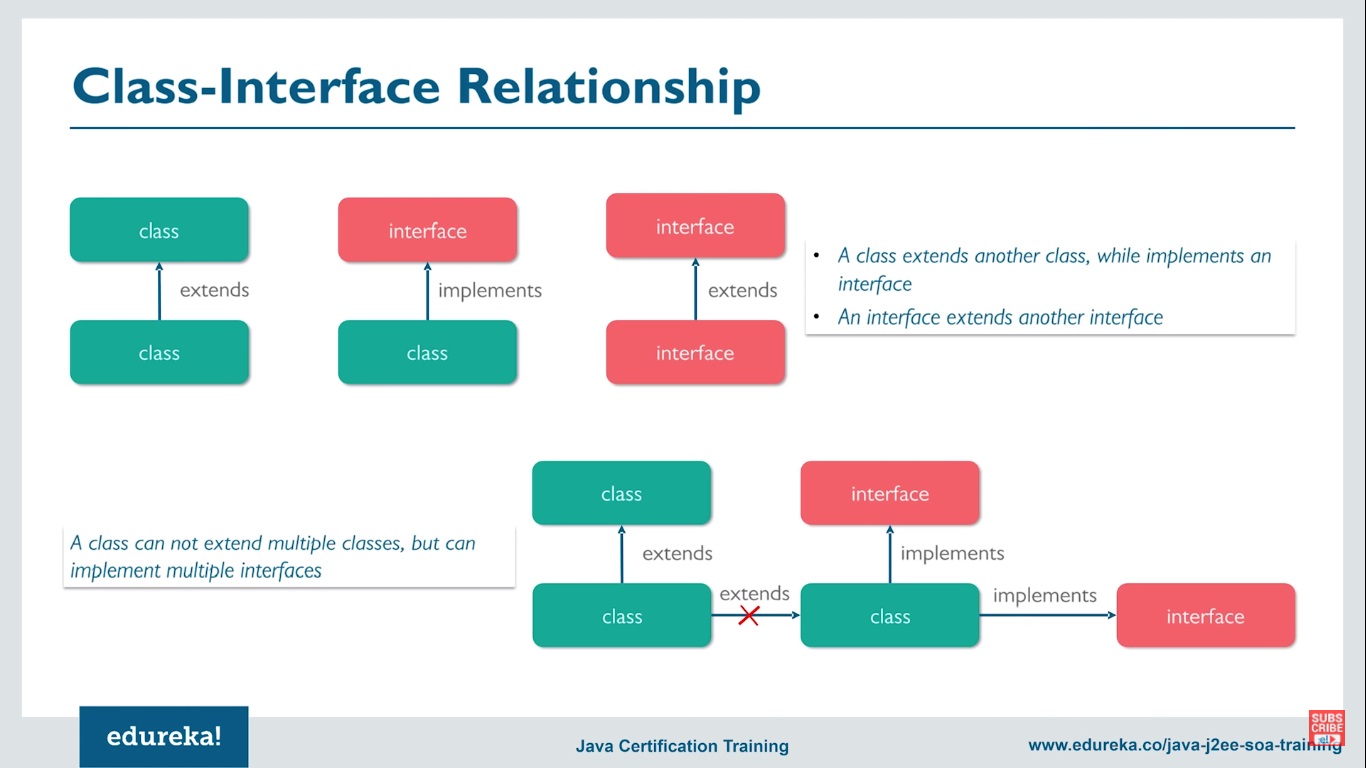 Class-Interface Relationship
class
interface
interface
extends
implements
extends
class
class
interface
• A class extends another class, while implements an
interface
• An interface extends another interface
A class can not extend multiple classes, but can
implement multiple interfaces
class
interface
extends
implements
extends
implements
class
class
interface
edureka!
Java Certification Training
www.edureka.co/java-j2ee-soa-training
SUBS
CRIBE